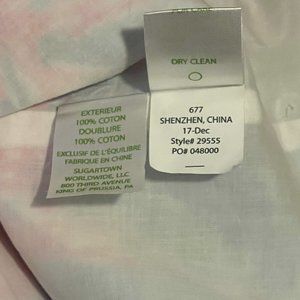 DRY CLEAN
EXTERIEUR
100% COTON
DOUBLURE
100% COTON
EXCLUSIF DE L'ÉQUILIBRE
FABRIQUE EN CHINE
SUGARTOWN
WORLDWIDE, LLC
800 THIRD AVENUE
KING OF PRUSSIA, PA
677
SHENZHEN, CHINA
17-Dec
Style# 29555
PO# 048000